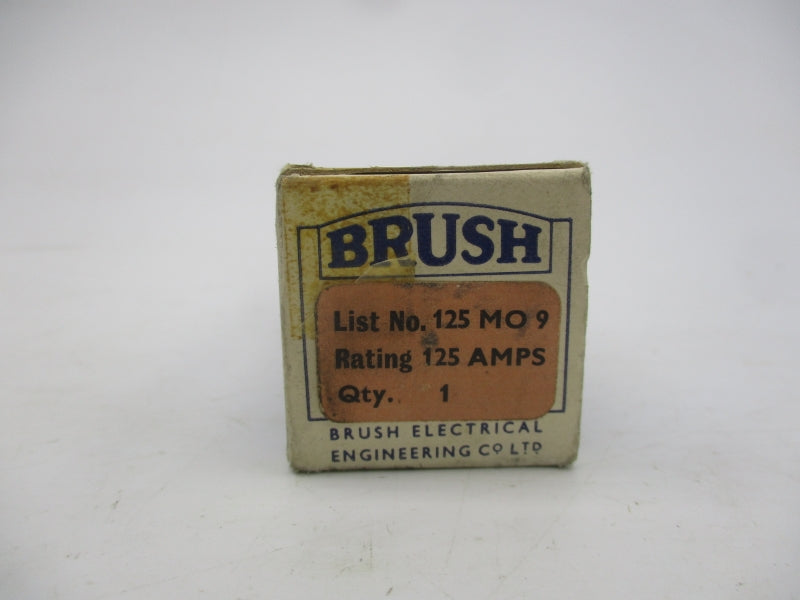 BRUSH
List No. 125 MO 9
Rating 125 AMPS
Qty. 1
BRUSH ELECTRICAL
ENGINEERING CO LTD